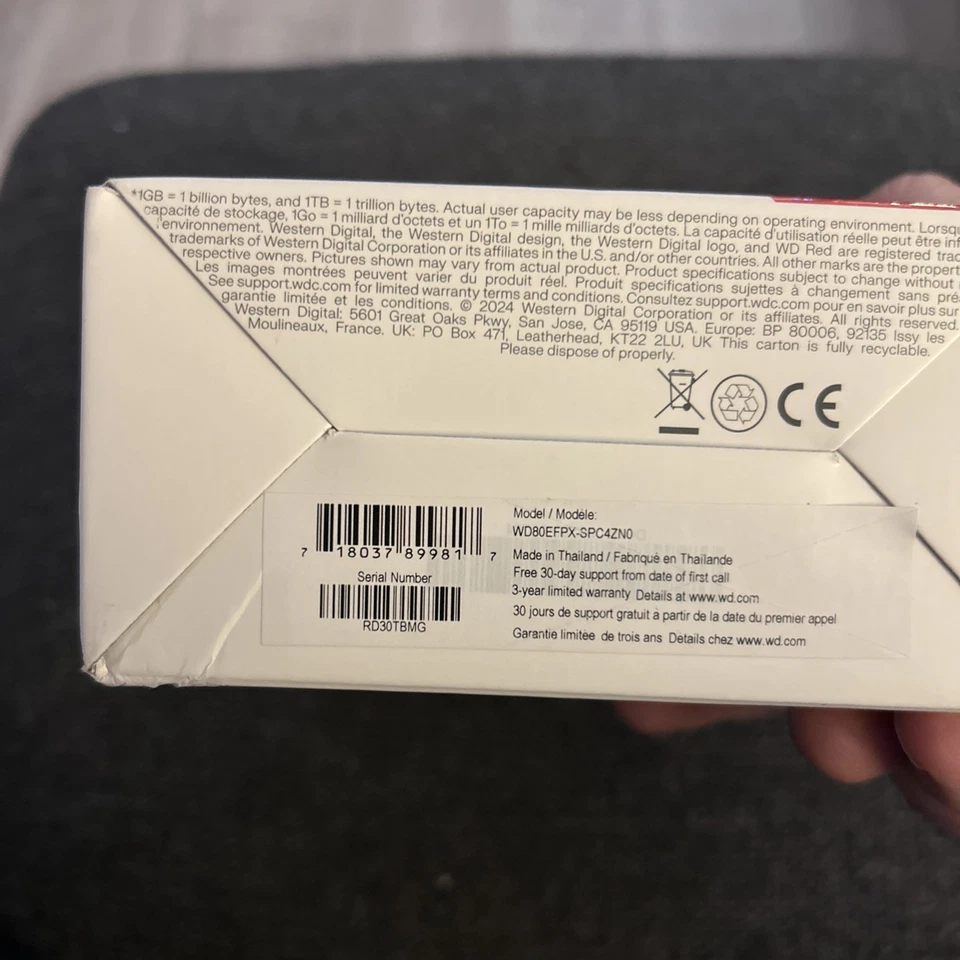 *1GB = 1 billion bytes, and 1TB = 1 trillion bytes. Actual user capacity may be less depending on operating environment. Lorsqu
capacité de stockage, 1Go = 1 milliard d'octets et un 1To = 1 mille milliards d'octets. La capacité d'utilisation réelle peut être inf
l'environnement. Western Digital, the Western Digital design, the Western Digital logo, and WD Red are registered trad
trademarks of Western Digital Corporation or its affiliates in the U.S. and/or other countries. All other marks are the propert
respective owners. Pictures shown may vary from actual product. Product specifications subject to change without
Les images montrées peuvent varier du produit réel. Produit specifications sujettes à changement sans pré
See support.wdc.com for limited warranty terms and conditions. Consultez support.wdc.com pour en savoir plus sur
garantie limitée et les conditions. © 2024 Western Digital Corporation or its affiliates. All rights reserved.
Western Digital: 5601 Great Oaks Pkwy, San Jose, CA 95119 USA. Europe: BP 80006, 92135 Issy les
Moulineaux, France. UK: PO Box 471, Leatherhead, KT22 2LU, UK This carton is fully recyclable.
Please dispose of properly.
CE
7 18037 89981 7
Serial Number
RD30TBMG
Model / Modèle:
WD80EFPX-SPC4ZN0
Made in Thailand / Fabriqué en Thaïlande
Free 30-day support from date of first call
3-year limited warranty Details at www.wd.com
30 jours de support gratuit à partir de la date du premier appel
Garantie limitée de trois ans Détails chez www.wd.com